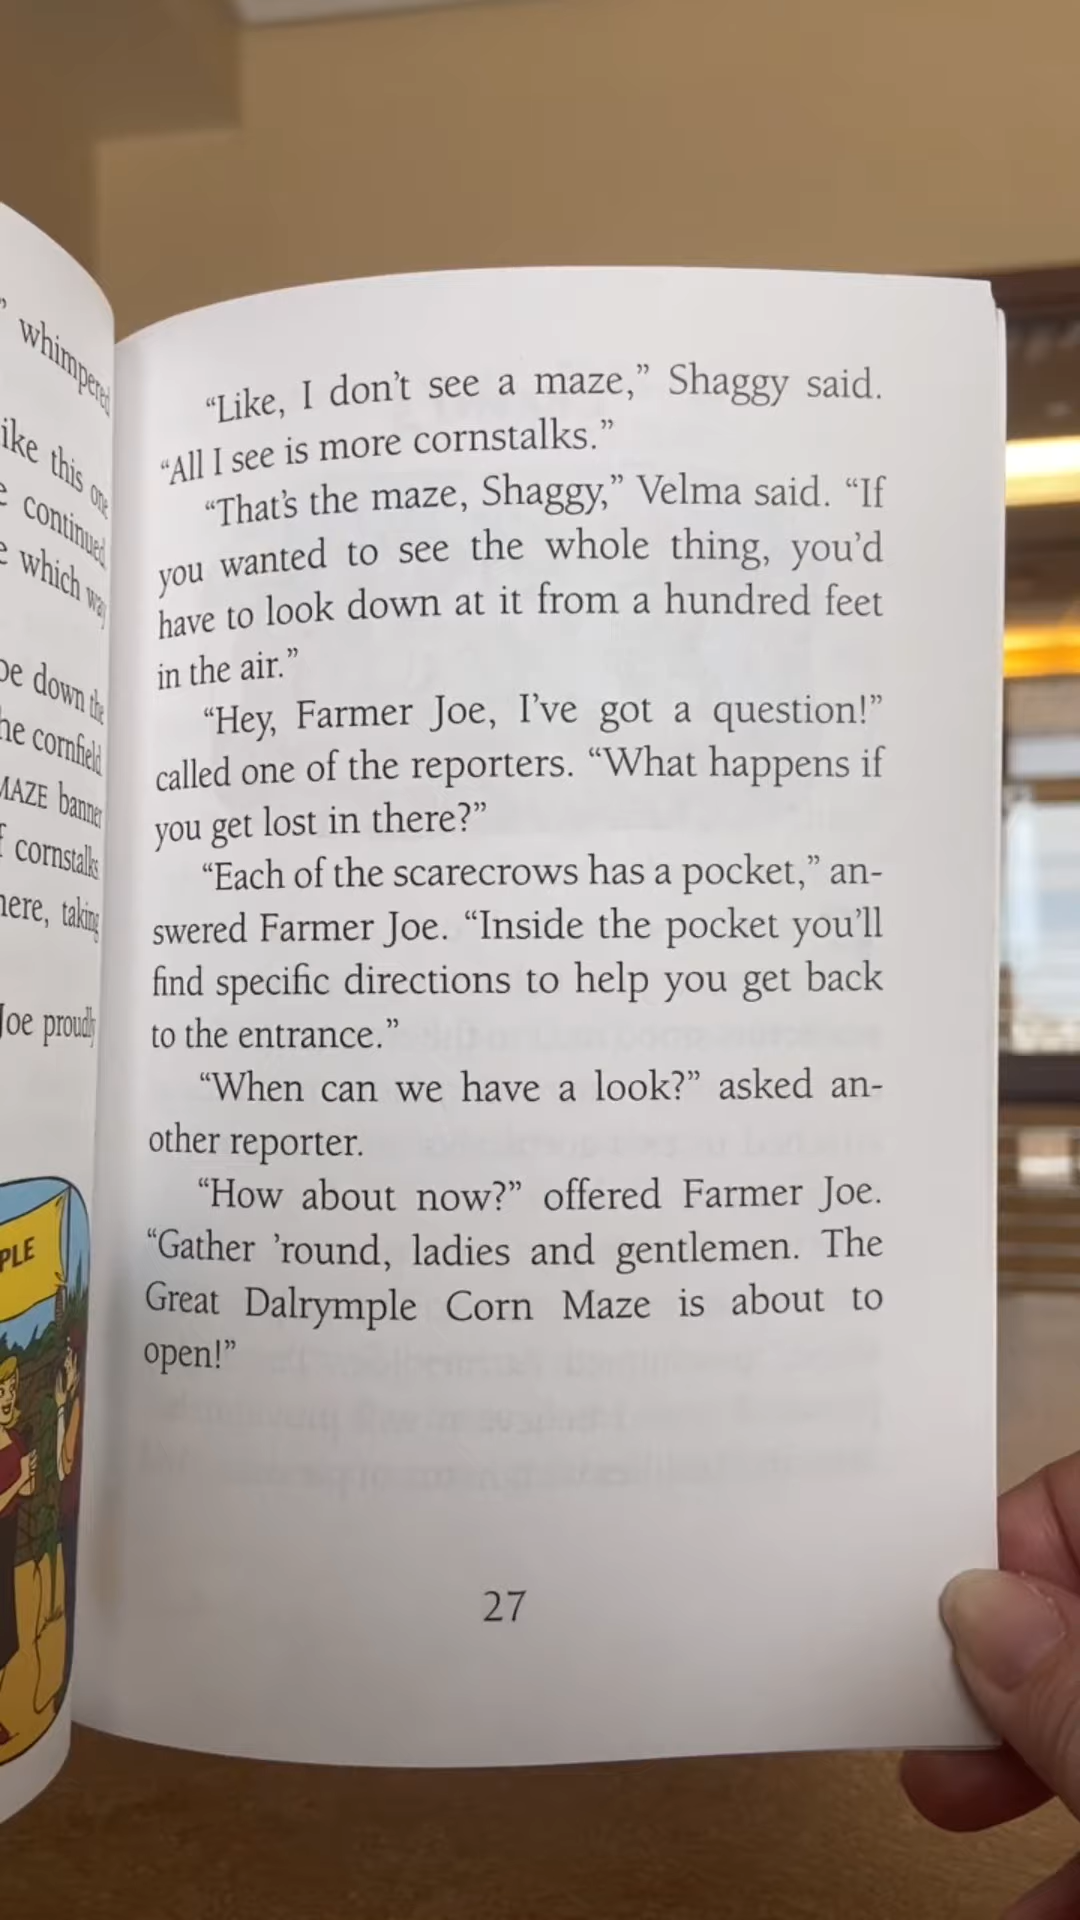 ” whimpered
ike this one
e continued
e which way
be down the
he cornfield
MAZE banner
f cornstalks
here, taking
Joe proudly
PLE
“Like, I don’t see a maze,” Shaggy said.
“All I see is more cornstalks.”
“That’s the maze, Shaggy,” Velma said. “If
you wanted to see the whole thing, you’d
have to look down at it from a hundred feet
in the air.”
“Hey, Farmer Joe, I’ve got a question!”
called one of the reporters. “What happens if
you get lost in there?”
“Each of the scarecrows has a pocket,” an-
swered Farmer Joe. “Inside the pocket you’ll
find specific directions to help you get back
to the entrance.”
“When can we have a look?” asked an-
other reporter.
“How about now?” offered Farmer Joe.
“Gather ’round, ladies and gentlemen. The
Great Dalrymple Corn Maze is about to
open!”
27